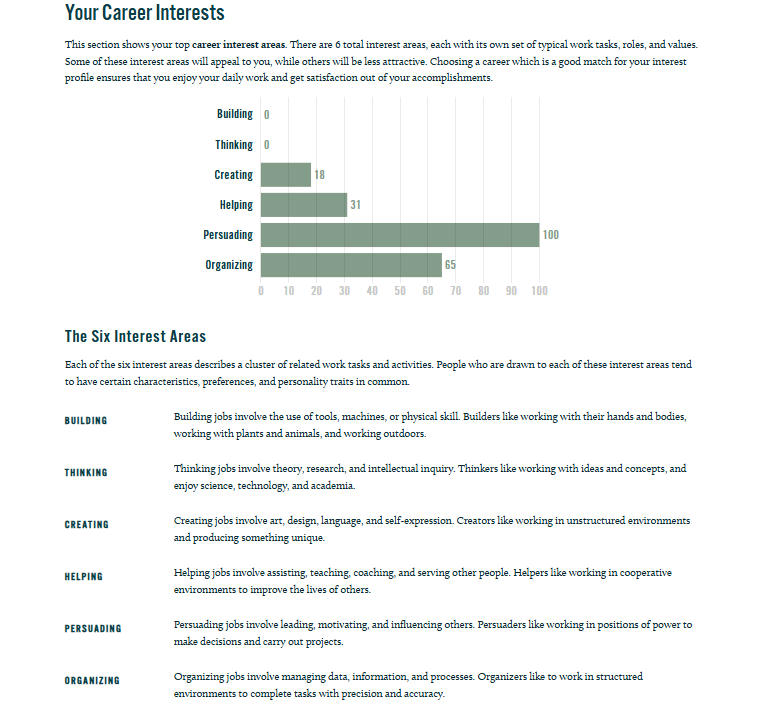 Your Career Interests
This section shows your top career interest areas. There are 6 total interest areas, each with its own set of typical work tasks, roles, and values.
Some of these interest areas will appeal to you, while others will be less attractive. Choosing a career which is a good match for your interest
profile ensures that you enjoy your daily work and get satisfaction out of your accomplishments.
Building 0
Thinking 0
Creating 18
Helping 31
Persuading 100
Organizing 65
0 10 20 30 40 50 60 70 80 90 100
The Six Interest Areas
Each of the six interest areas describes a cluster of related work tasks and activities. People who are drawn to each of these interest areas tend
to have certain characteristics, preferences, and personality traits in common.
BUILDING Building jobs involve the use of tools, machines, or physical skill. Builders like working with their hands and bodies,
working with plants and animals, and working outdoors.
THINKING Thinking jobs involve theory, research, and intellectual inquiry. Thinkers like working with ideas and concepts, and
enjoy science, technology, and academia.
CREATING Creating jobs involve art, design, language, and self-expression. Creators like working in unstructured environments
and producing something unique.
HELPING Helping jobs involve assisting, teaching, coaching, and serving other people. Helpers like working in cooperative
environments to improve the lives of others.
PERSUADING Persuading jobs involve leading, motivating, and influencing others. Persuaders like working in positions of power to
make decisions and carry out projects.
ORGANIZING Organizing jobs involve managing data, information, and processes. Organizers like to work in structured
environments to complete tasks with precision and accuracy.